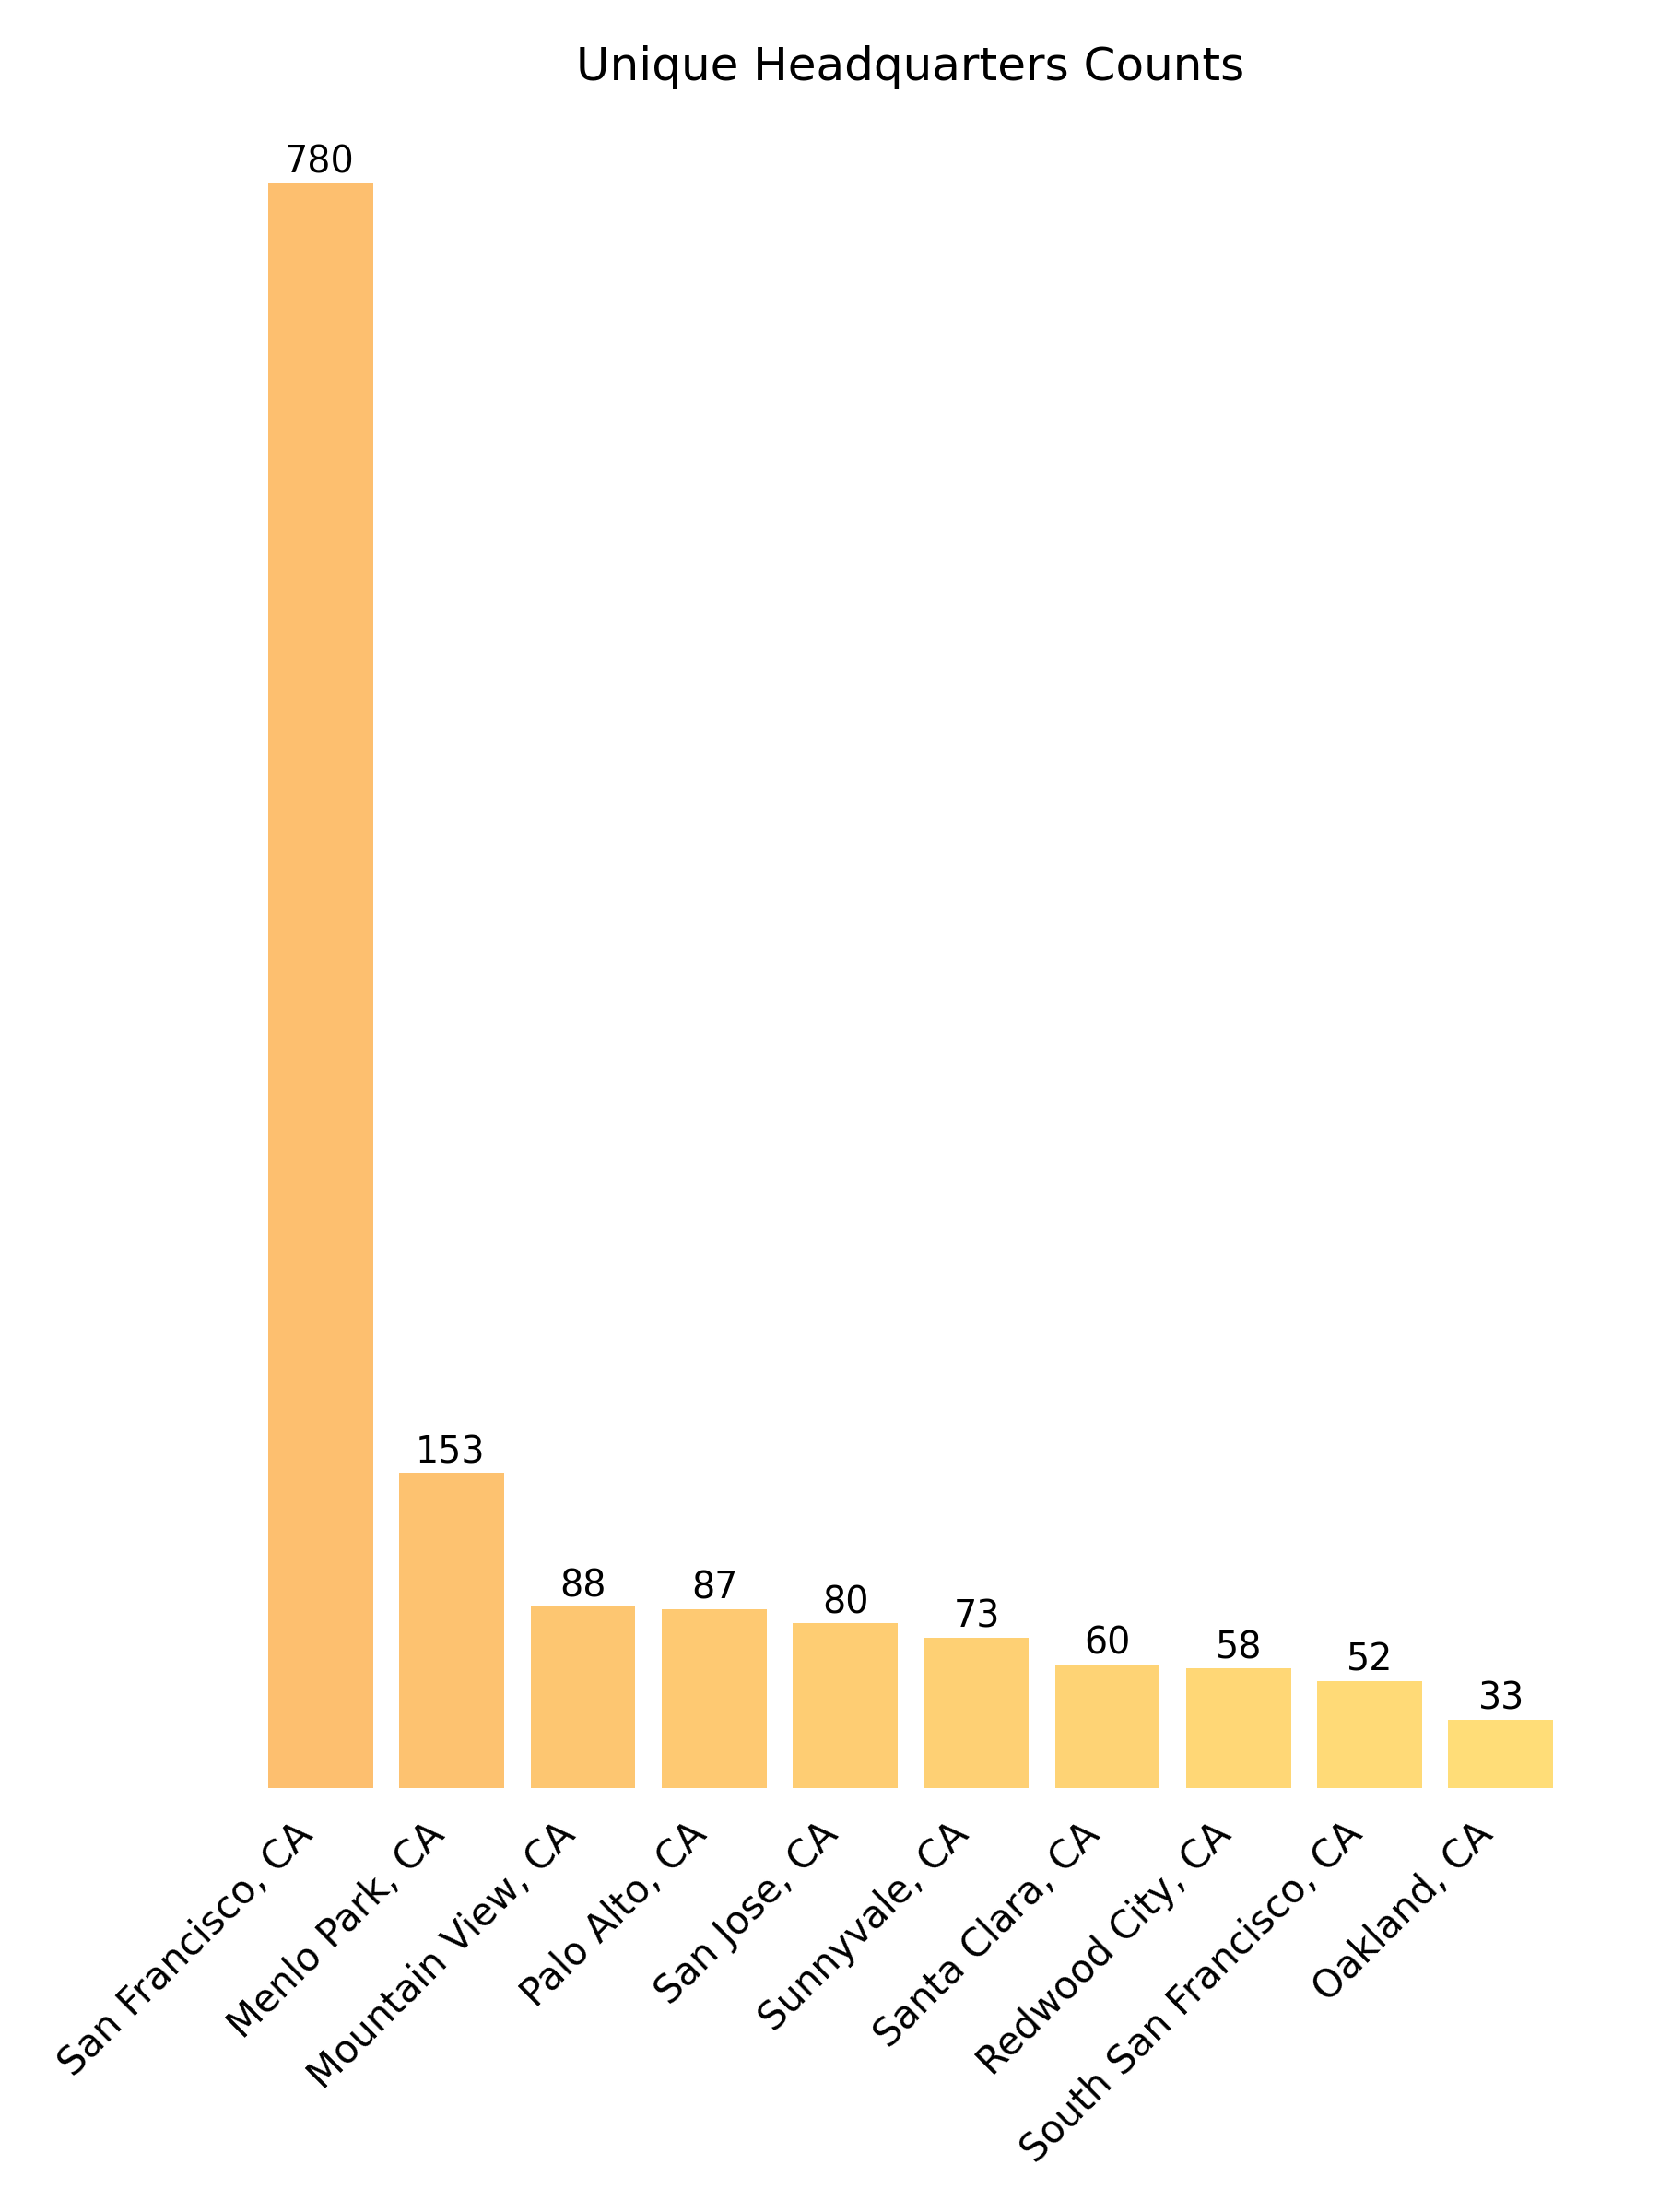 Unique Headquarters Counts
780
153
88
87
80
73
60
58
52
33
San Francisco, CA
Menlo Park, CA
Mountain View, CA
Palo Alto, CA
San Jose, CA
Sunnyvale, CA
Santa Clara, CA
Redwood City, CA
South San Francisco, CA
Oakland, CA